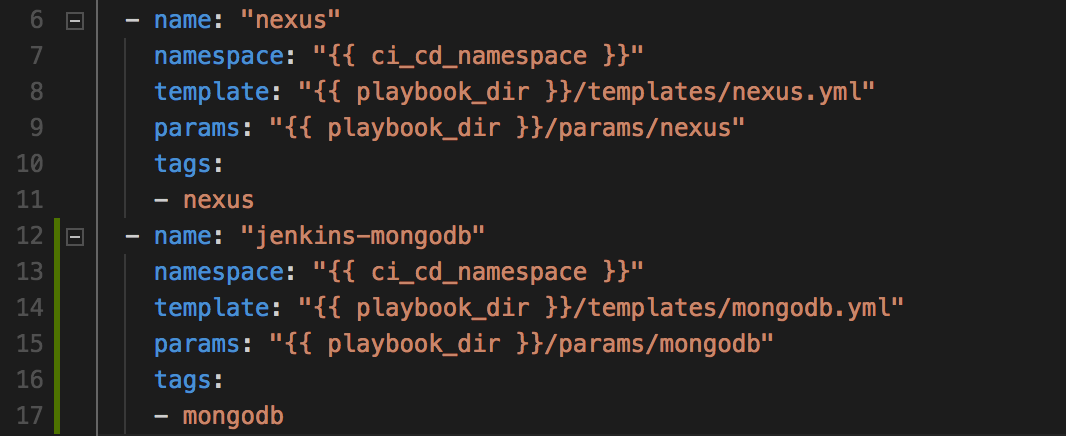 6 - name: "nexus"
7 namespace: "{{ ci_cd_namespace }}"
8 template: "{{ playbook_dir }}/templates/nexus.yml"
9 params: "{{ playbook_dir }}/params/nexus"
10 tags:
11 - nexus
12 - name: "jenkins-mongodb"
13 namespace: "{{ ci_cd_namespace }}"
14 template: "{{ playbook_dir }}/templates/mongodb.yml"
15 params: "{{ playbook_dir }}/params/mongodb"
16 tags:
17 - mongodb